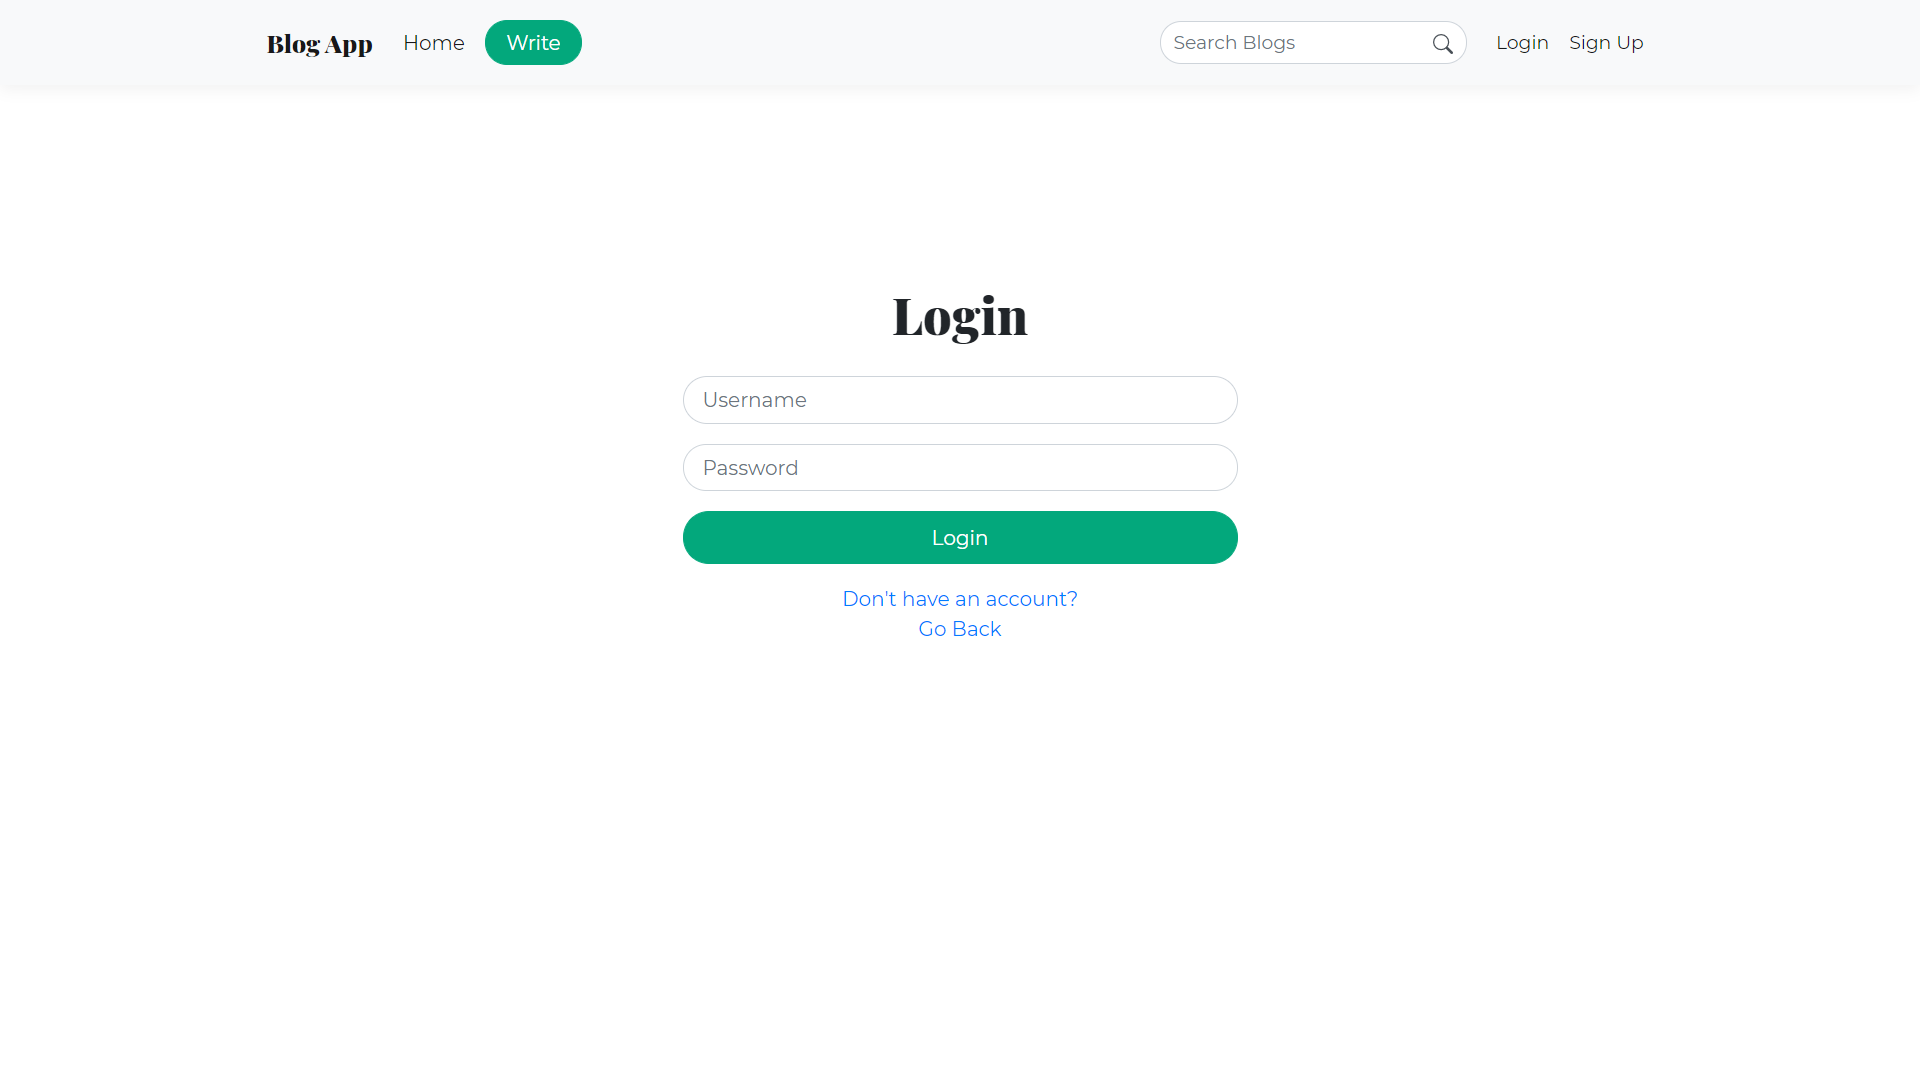 Blog App Home Write Search Blogs Login Sign Up
Login
Username
Password
Login
Don't have an account?
Go Back